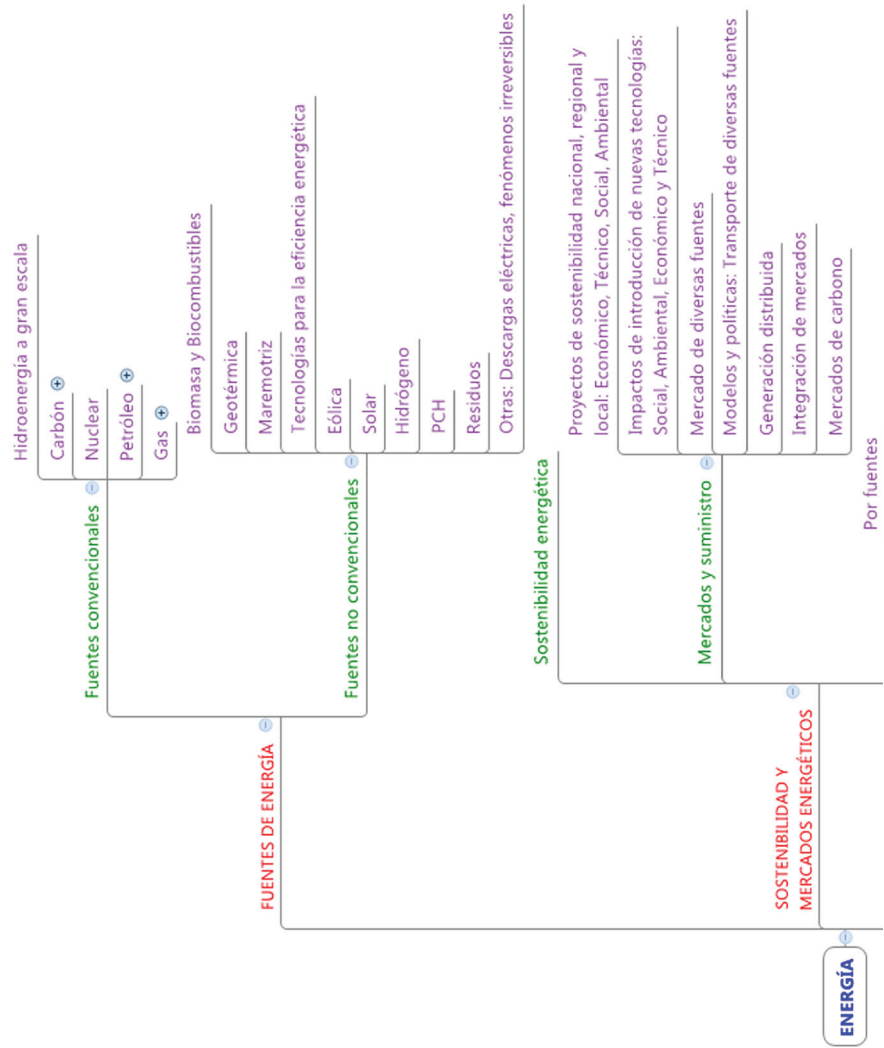 ENERGÍA
FUENTES DE ENERGÍA
Fuentes convencionales
Hidroenergía a gran escala
Carbón
Nuclear
Petróleo
Gas
Fuentes no convencionales
Biomasa y Biocombustibles
Geotérmica
Maremotriz
Tecnologías para la eficiencia energética
Eólica
Solar
Hidrógeno
PCH
Residuos
Otras: Descargas eléctricas, fenómenos irreversibles
SOSTENIBILIDAD Y
MERCADOS ENERGÉTICOS
Sostenibilidad energética
Mercados y suministro
Proyectos de sostenibilidad nacional, regional y
local: Económico, Técnico, Social, Ambiental
Impactos de introducción de nuevas tecnologías:
Social, Ambiental, Económico y Técnico
Mercado de diversas fuentes
Modelos y políticas: Transporte de diversas fuentes
Generación distribuida
Integración de mercados
Mercados de carbono
Por fuentes